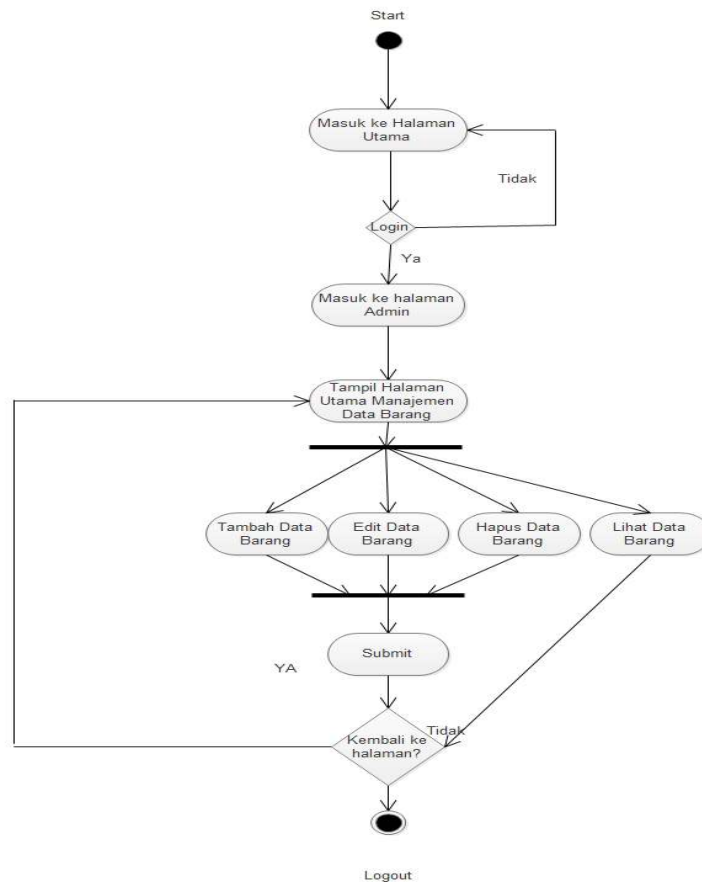 Start
Masuk ke Halaman
Utama
Tidak
Login
Ya
Masuk ke halaman
Admin
Tampil Halaman
Utama Manajemen
Data Barang
Tambah Data
Barang
Edit Data
Barang
Hapus Data
Barang
Lihat Data
Barang
Submit
YA
Tidak
Kembali ke
halaman?
Logout